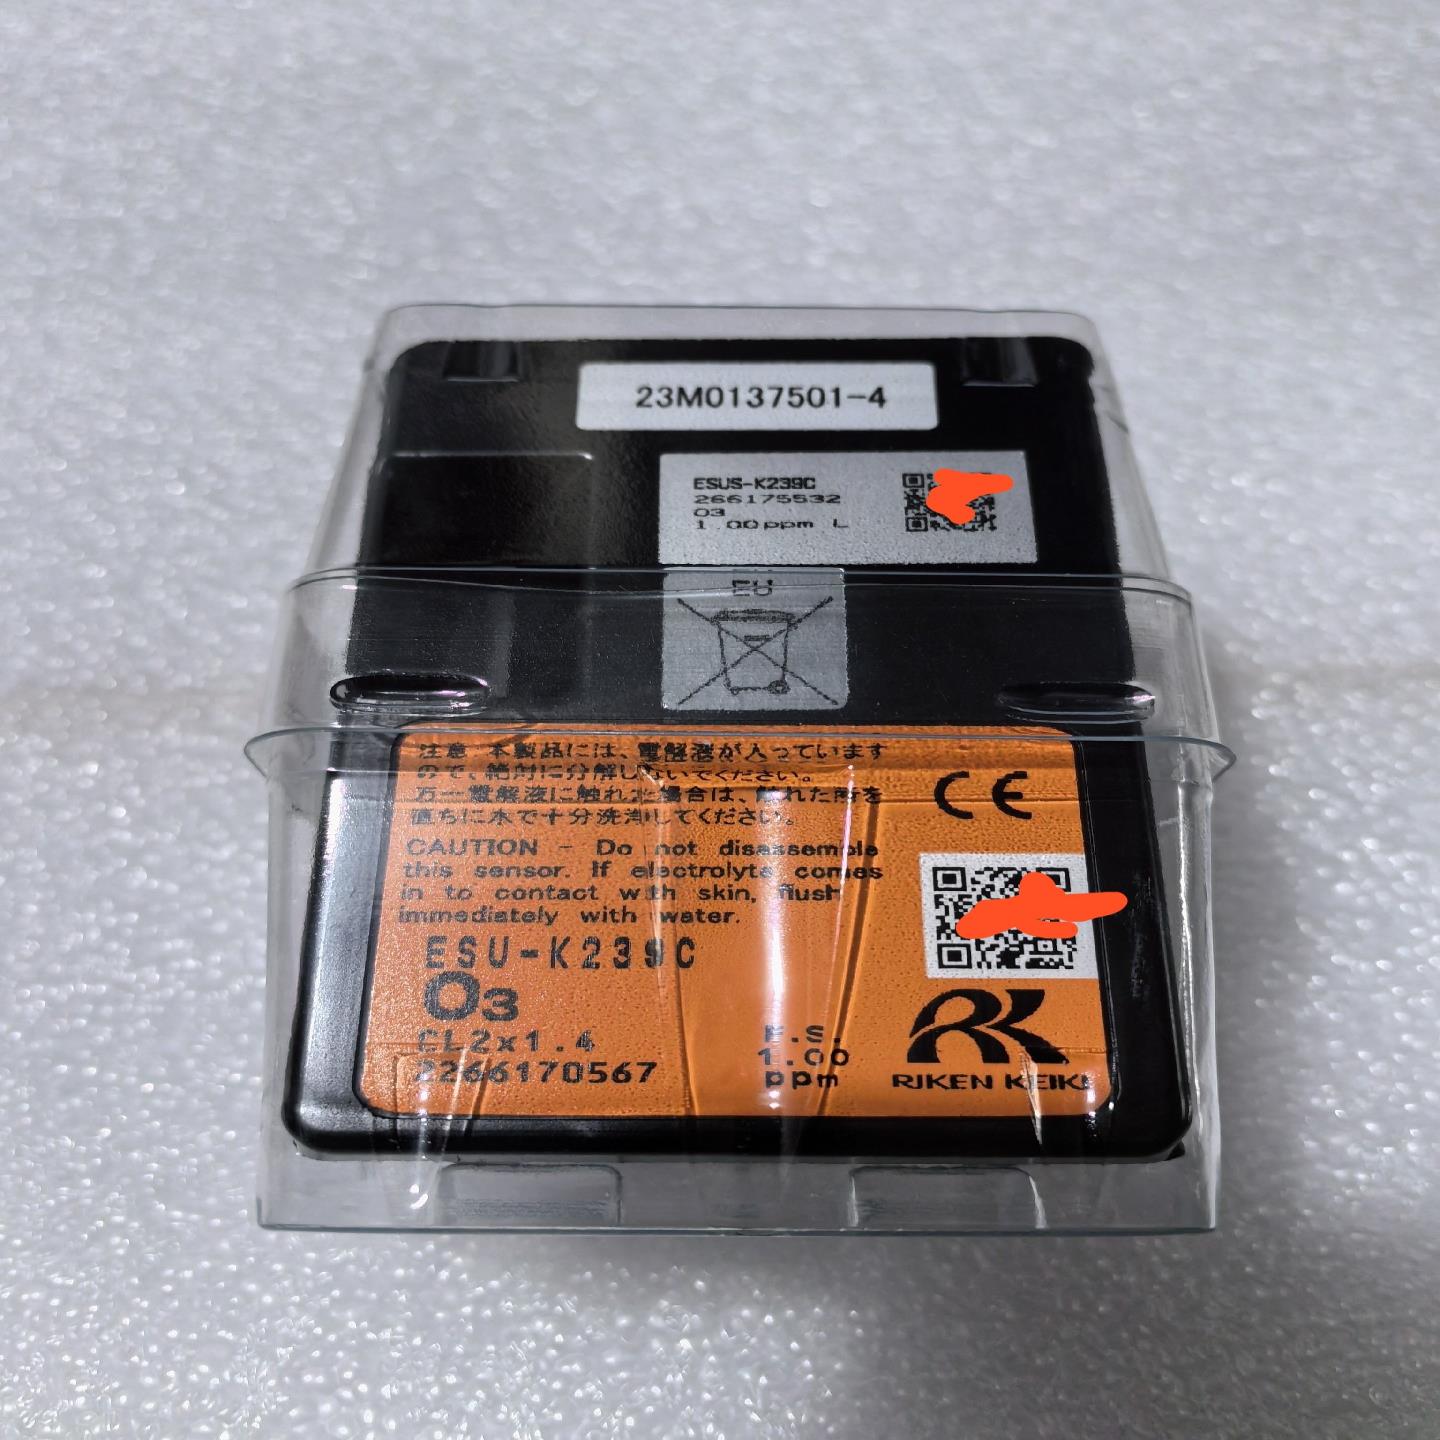 23M0137501-4
ESUS-K239C
266175532
O3
1.00ppm L
EU
注意 本製品には、電解液が入っています
ので、絶対に分解しないでください。
万一電解液に触れた場合は、触れた所を
直ちに水で十分洗浄してください。
CE
CAUTION - Do not disassemble
this sensor. If electrolyte comes
in to contact with skin, flush
immediately with water.
ESU-K239C
O3
CL2x1.4
2266170567
F.S.
1.00
ppm
RIKEN KEIKI